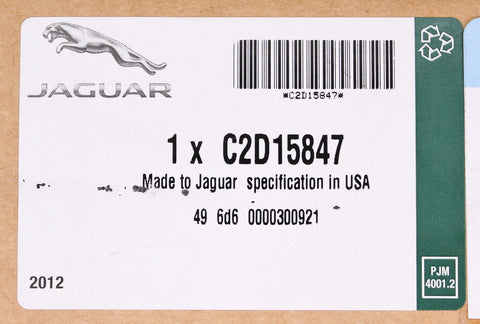 JAGUAR
*C2D15847*
1 x C2D15847
Made to Jaguar specification in USA
49 6d6 0000300921
2012
PJM
4001.2